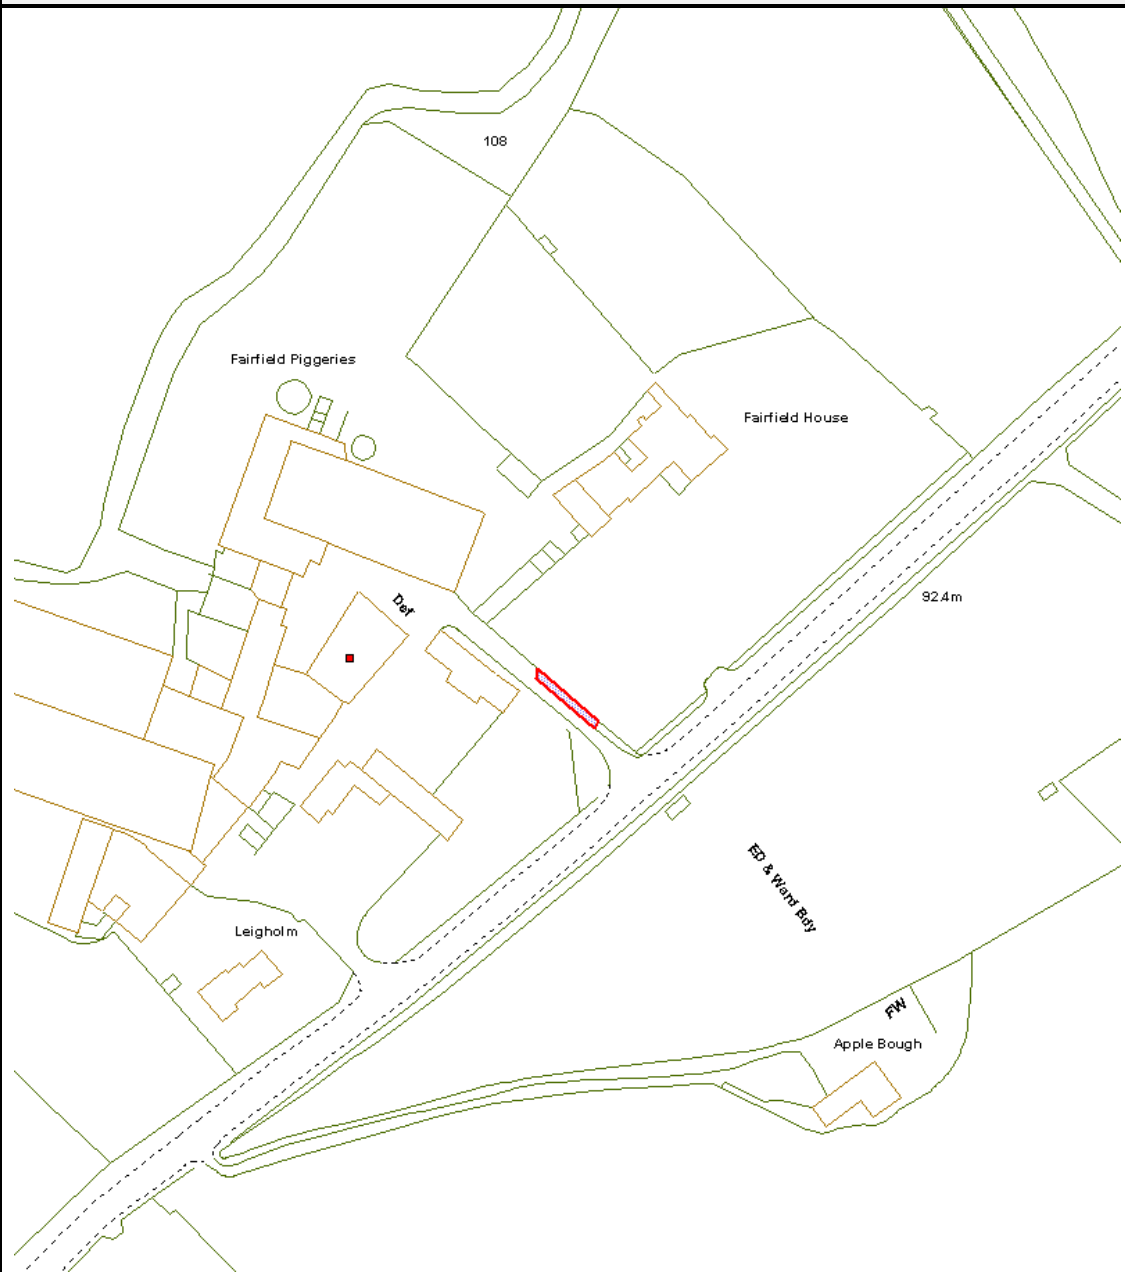 108
Fairfield Piggeries
Fairfield House
Def
92.4m
ED & Ward Bdy
Leigholm
FW
Apple Bough